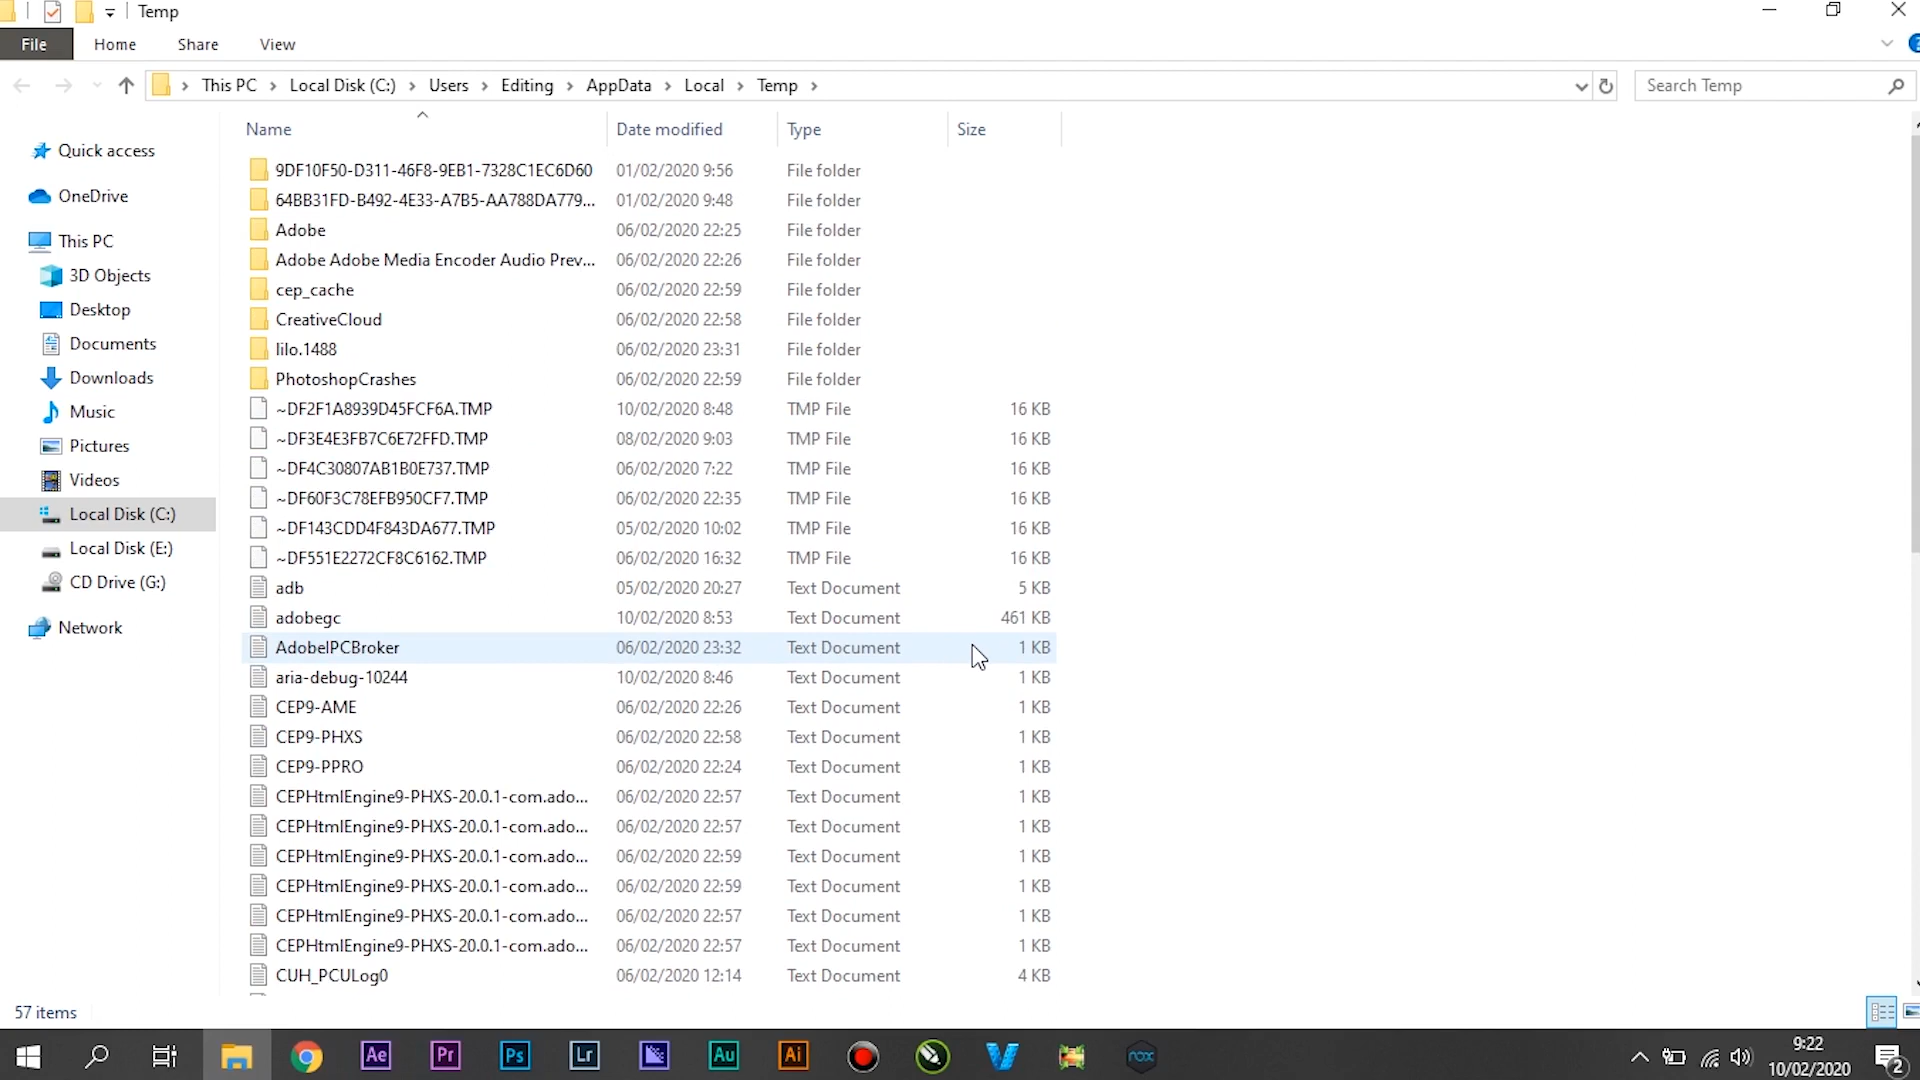 Temp
File Home Share View
This PC Local Disk (C:) Users Editing AppData Local Temp
Search Temp
Name Date modified Type Size
Quick access
OneDrive
This PC
3D Objects
Desktop
Documents
Downloads
Music
Pictures
Videos
Local Disk (C:)
Local Disk (E:)
CD Drive (G:)
Network
9DF10F50-D311-46F8-9EB1-7328C1EC6D60 01/02/2020 9:56 File folder
64BB31FD-B492-4E33-A7B5-AA788DA779... 01/02/2020 9:48 File folder
Adobe 06/02/2020 22:25 File folder
Adobe Adobe Media Encoder Audio Prev... 06/02/2020 22:26 File folder
cep_cache 06/02/2020 22:59 File folder
CreativeCloud 06/02/2020 22:58 File folder
lilo.1488 06/02/2020 23:31 File folder
PhotoshopCrashes 06/02/2020 22:59 File folder
~DF2F1A8939D45FCF6A.TMP 10/02/2020 8:48 TMP File 16 KB
~DF3E4E3FB7C6E72FFD.TMP 08/02/2020 9:03 TMP File 16 KB
~DF4C30807AB1B0E737.TMP 06/02/2020 7:22 TMP File 16 KB
~DF60F3C78EFB950CF7.TMP 06/02/2020 22:35 TMP File 16 KB
~DF143CDD4F843DA677.TMP 05/02/2020 10:02 TMP File 16 KB
~DF551E2272CF8C6162.TMP 06/02/2020 16:32 TMP File 16 KB
adb 05/02/2020 20:27 Text Document 5 KB
adobegc 10/02/2020 8:53 Text Document 461 KB
AdobeIPCBroker 06/02/2020 23:32 Text Document 1 KB
aria-debug-10244 10/02/2020 8:46 Text Document 1 KB
CEP9-AME 06/02/2020 22:26 Text Document 1 KB
CEP9-PHXS 06/02/2020 22:58 Text Document 1 KB
CEP9-PPRO 06/02/2020 22:24 Text Document 1 KB
CEPHtmlEngine9-PHXS-20.0.1-com.ado... 06/02/2020 22:57 Text Document 1 KB
CEPHtmlEngine9-PHXS-20.0.1-com.ado... 06/02/2020 22:57 Text Document 1 KB
CEPHtmlEngine9-PHXS-20.0.1-com.ado... 06/02/2020 22:59 Text Document 1 KB
CEPHtmlEngine9-PHXS-20.0.1-com.ado... 06/02/2020 22:59 Text Document 1 KB
CEPHtmlEngine9-PHXS-20.0.1-com.ado... 06/02/2020 22:57 Text Document 1 KB
CEPHtmlEngine9-PHXS-20.0.1-com.ado... 06/02/2020 22:57 Text Document 1 KB
CUH_PCULog0 06/02/2020 12:14 Text Document 4 KB
57 items
Ae Pr Ps Lr Au Ai nox
9:22
10/02/2020
2